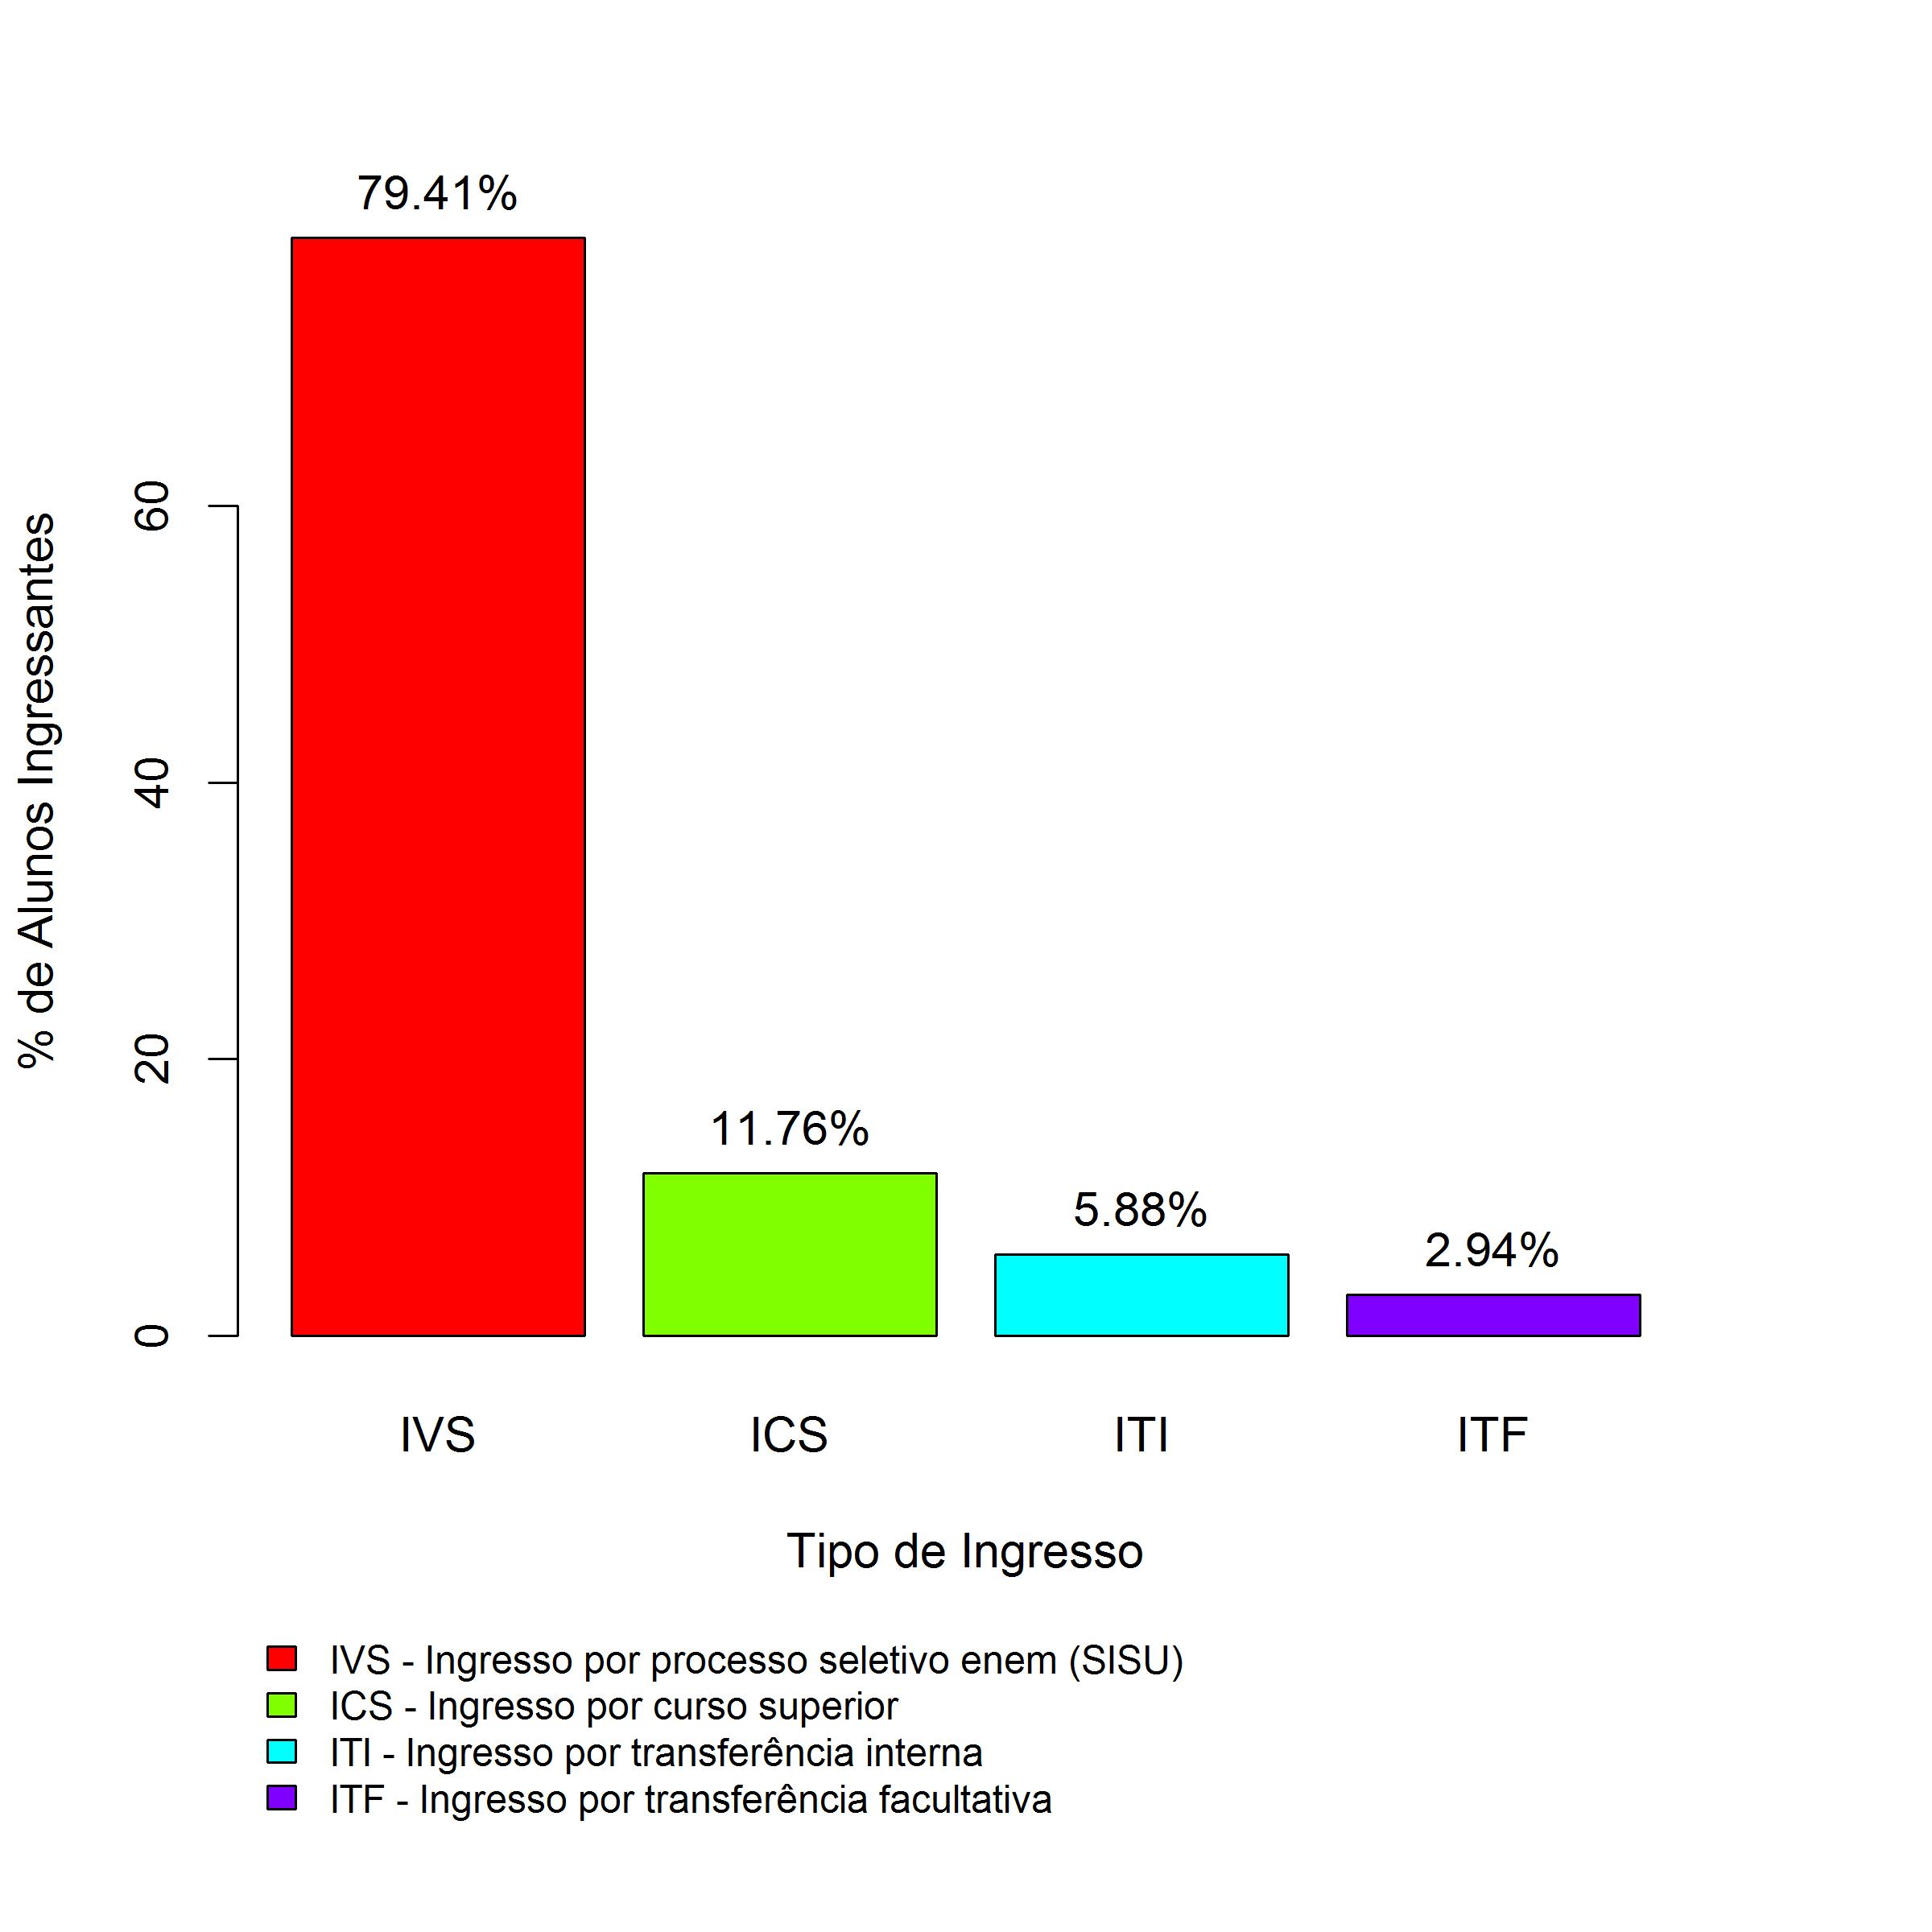 79.41%
60
40
20
0
% de Alunos Ingressantes
11.76%
5.88%
2.94%
IVS ICS ITI ITF
Tipo de Ingresso
IVS - Ingresso por processo seletivo enem (SISU)
ICS - Ingresso por curso superior
ITI - Ingresso por transferência interna
ITF - Ingresso por transferência facultativa